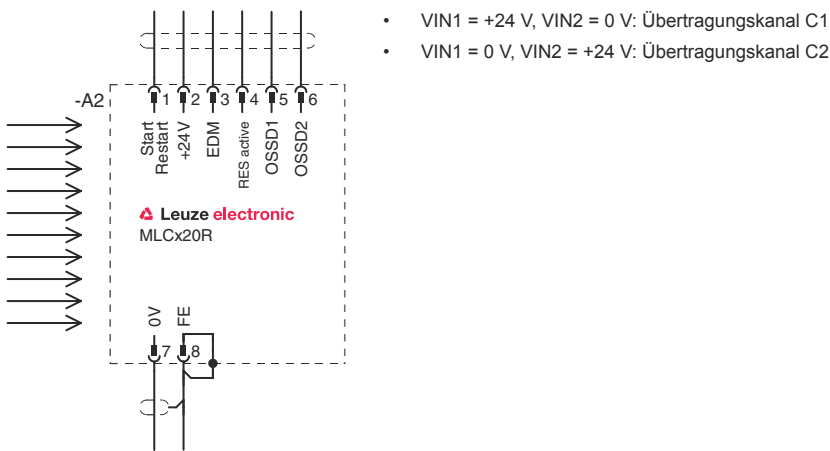 • VIN1 = +24 V, VIN2 = 0 V: Übertragungskanal C1
• VIN1 = 0 V, VIN2 = +24 V: Übertragungskanal C2
-A2
1 2 3 4 5 6
Start
Restart
+24V
EDM
RES active
OSSD1
OSSD2
Leuze electronic
MLCx20R
0V
FE
7 8